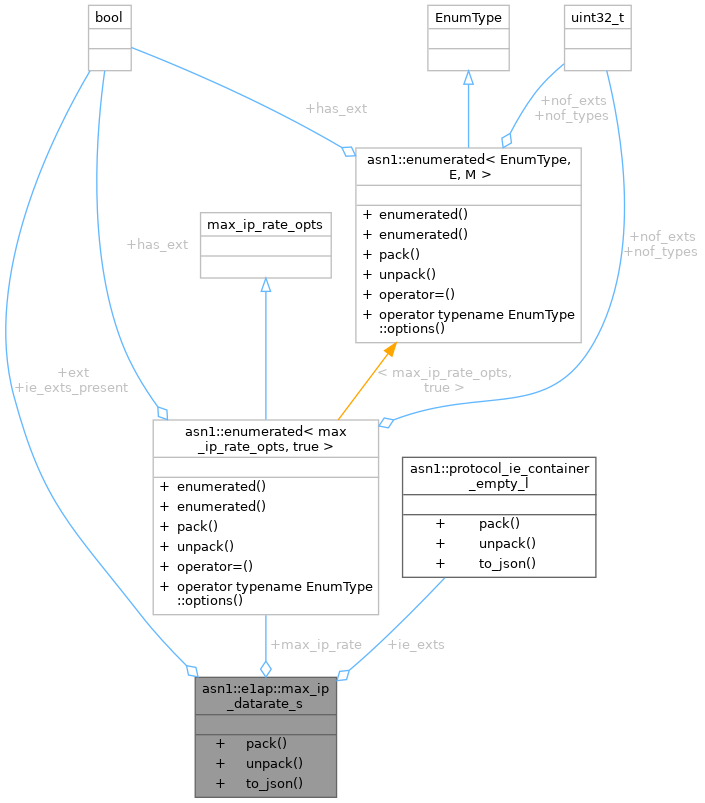 bool
EnumType
uint32_t
+has_ext
+nof_exts
+nof_types
asn1::enumerated< EnumType,
E, M >
+ enumerated()
+ enumerated()
+ pack()
+ unpack()
+ operator=()
+ operator typename EnumType
::options()
max_ip_rate_opts
+has_ext
+nof_exts
+nof_types
+ext
+ie_exts_present
< max_ip_rate_opts,
true >
asn1::enumerated< max
_ip_rate_opts, true >
+ enumerated()
+ enumerated()
+ pack()
+ unpack()
+ operator=()
+ operator typename EnumType
::options()
asn1::protocol_ie_container
_empty_l
+ pack()
+ unpack()
+ to_json()
+max_ip_rate
+ie_exts
asn1::e1ap::max_ip
_datarate_s
+ pack()
+ unpack()
+ to_json()